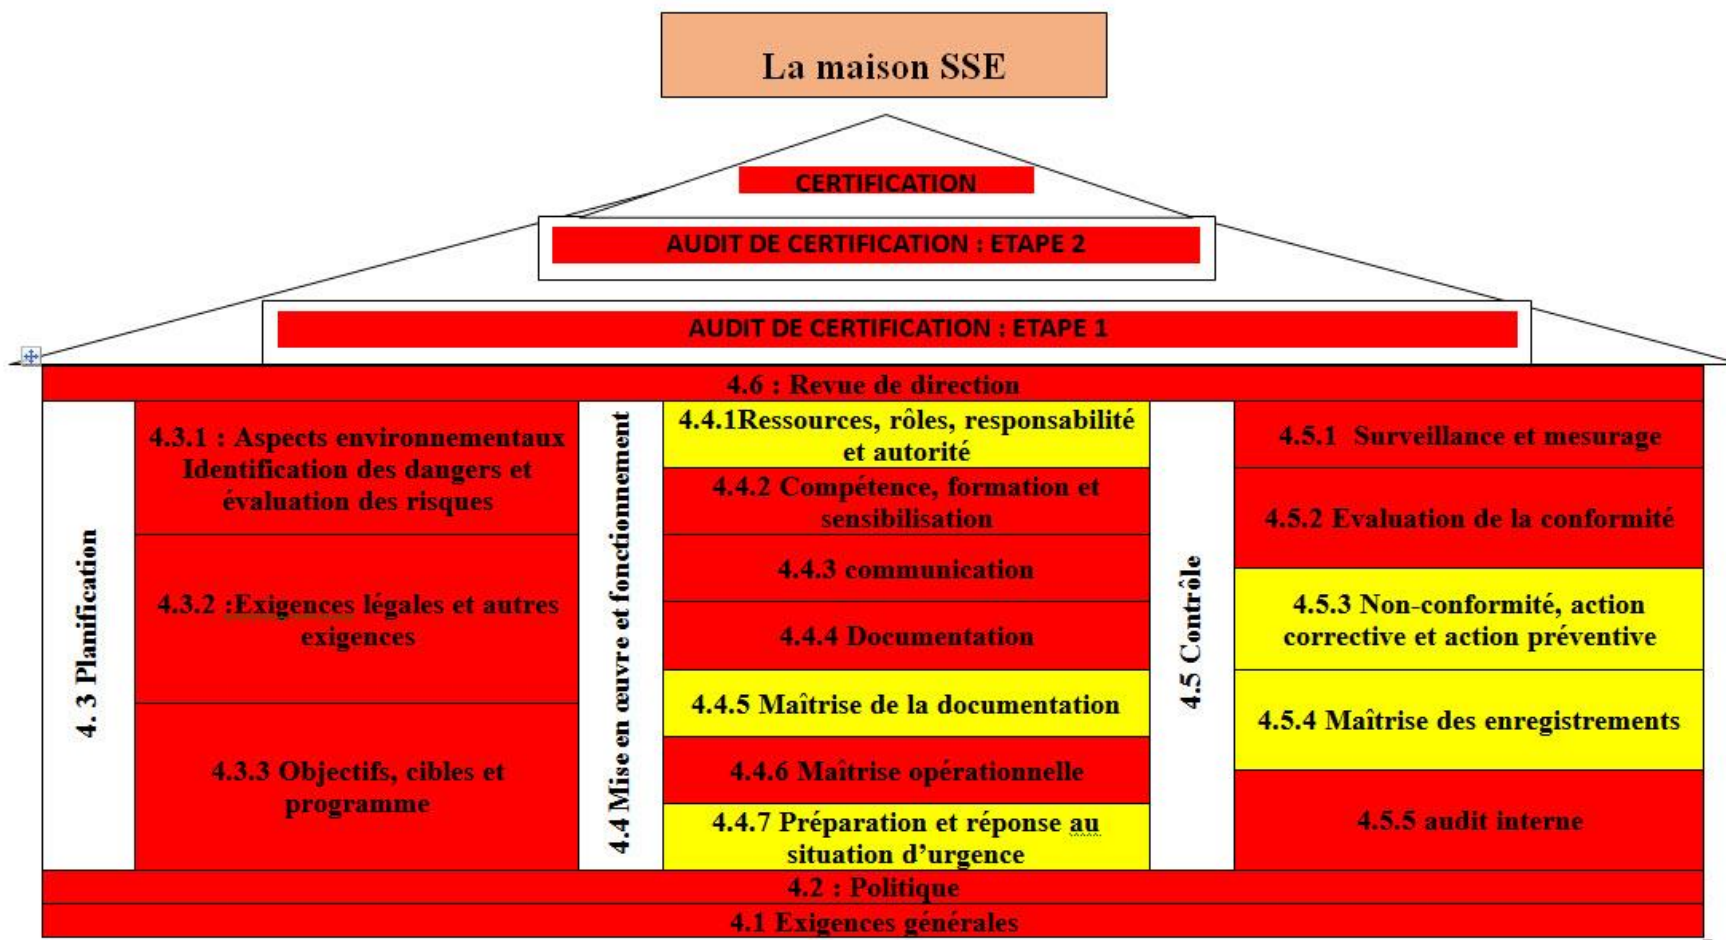 La maison SSE
CERTIFICATION
AUDIT DE CERTIFICATION : ETAPE 2
AUDIT DE CERTIFICATION : ETAPE 1
4.6 : Revue de direction
4. 3 Planification
4.3.1 : Aspects environnementaux
Identification des dangers et
évaluation des risques
4.3.2 :Exigences légales et autres
exigences
4.3.3 Objectifs, cibles et
programme
4.4 Mise en œuvre et fonctionnement
4.4.1Ressources, rôles, responsabilité
et autorité
4.4.2 Compétence, formation et
sensibilisation
4.4.3 communication
4.4.4 Documentation
4.4.5 Maîtrise de la documentation
4.4.6 Maîtrise opérationnelle
4.4.7 Préparation et réponse au
situation d’urgence
4.5 Contrôle
4.5.1 Surveillance et mesurage
4.5.2 Evaluation de la conformité
4.5.3 Non-conformité, action
corrective et action préventive
4.5.4 Maîtrise des enregistrements
4.5.5 audit interne
4.2 : Politique
4.1 Exigences générales